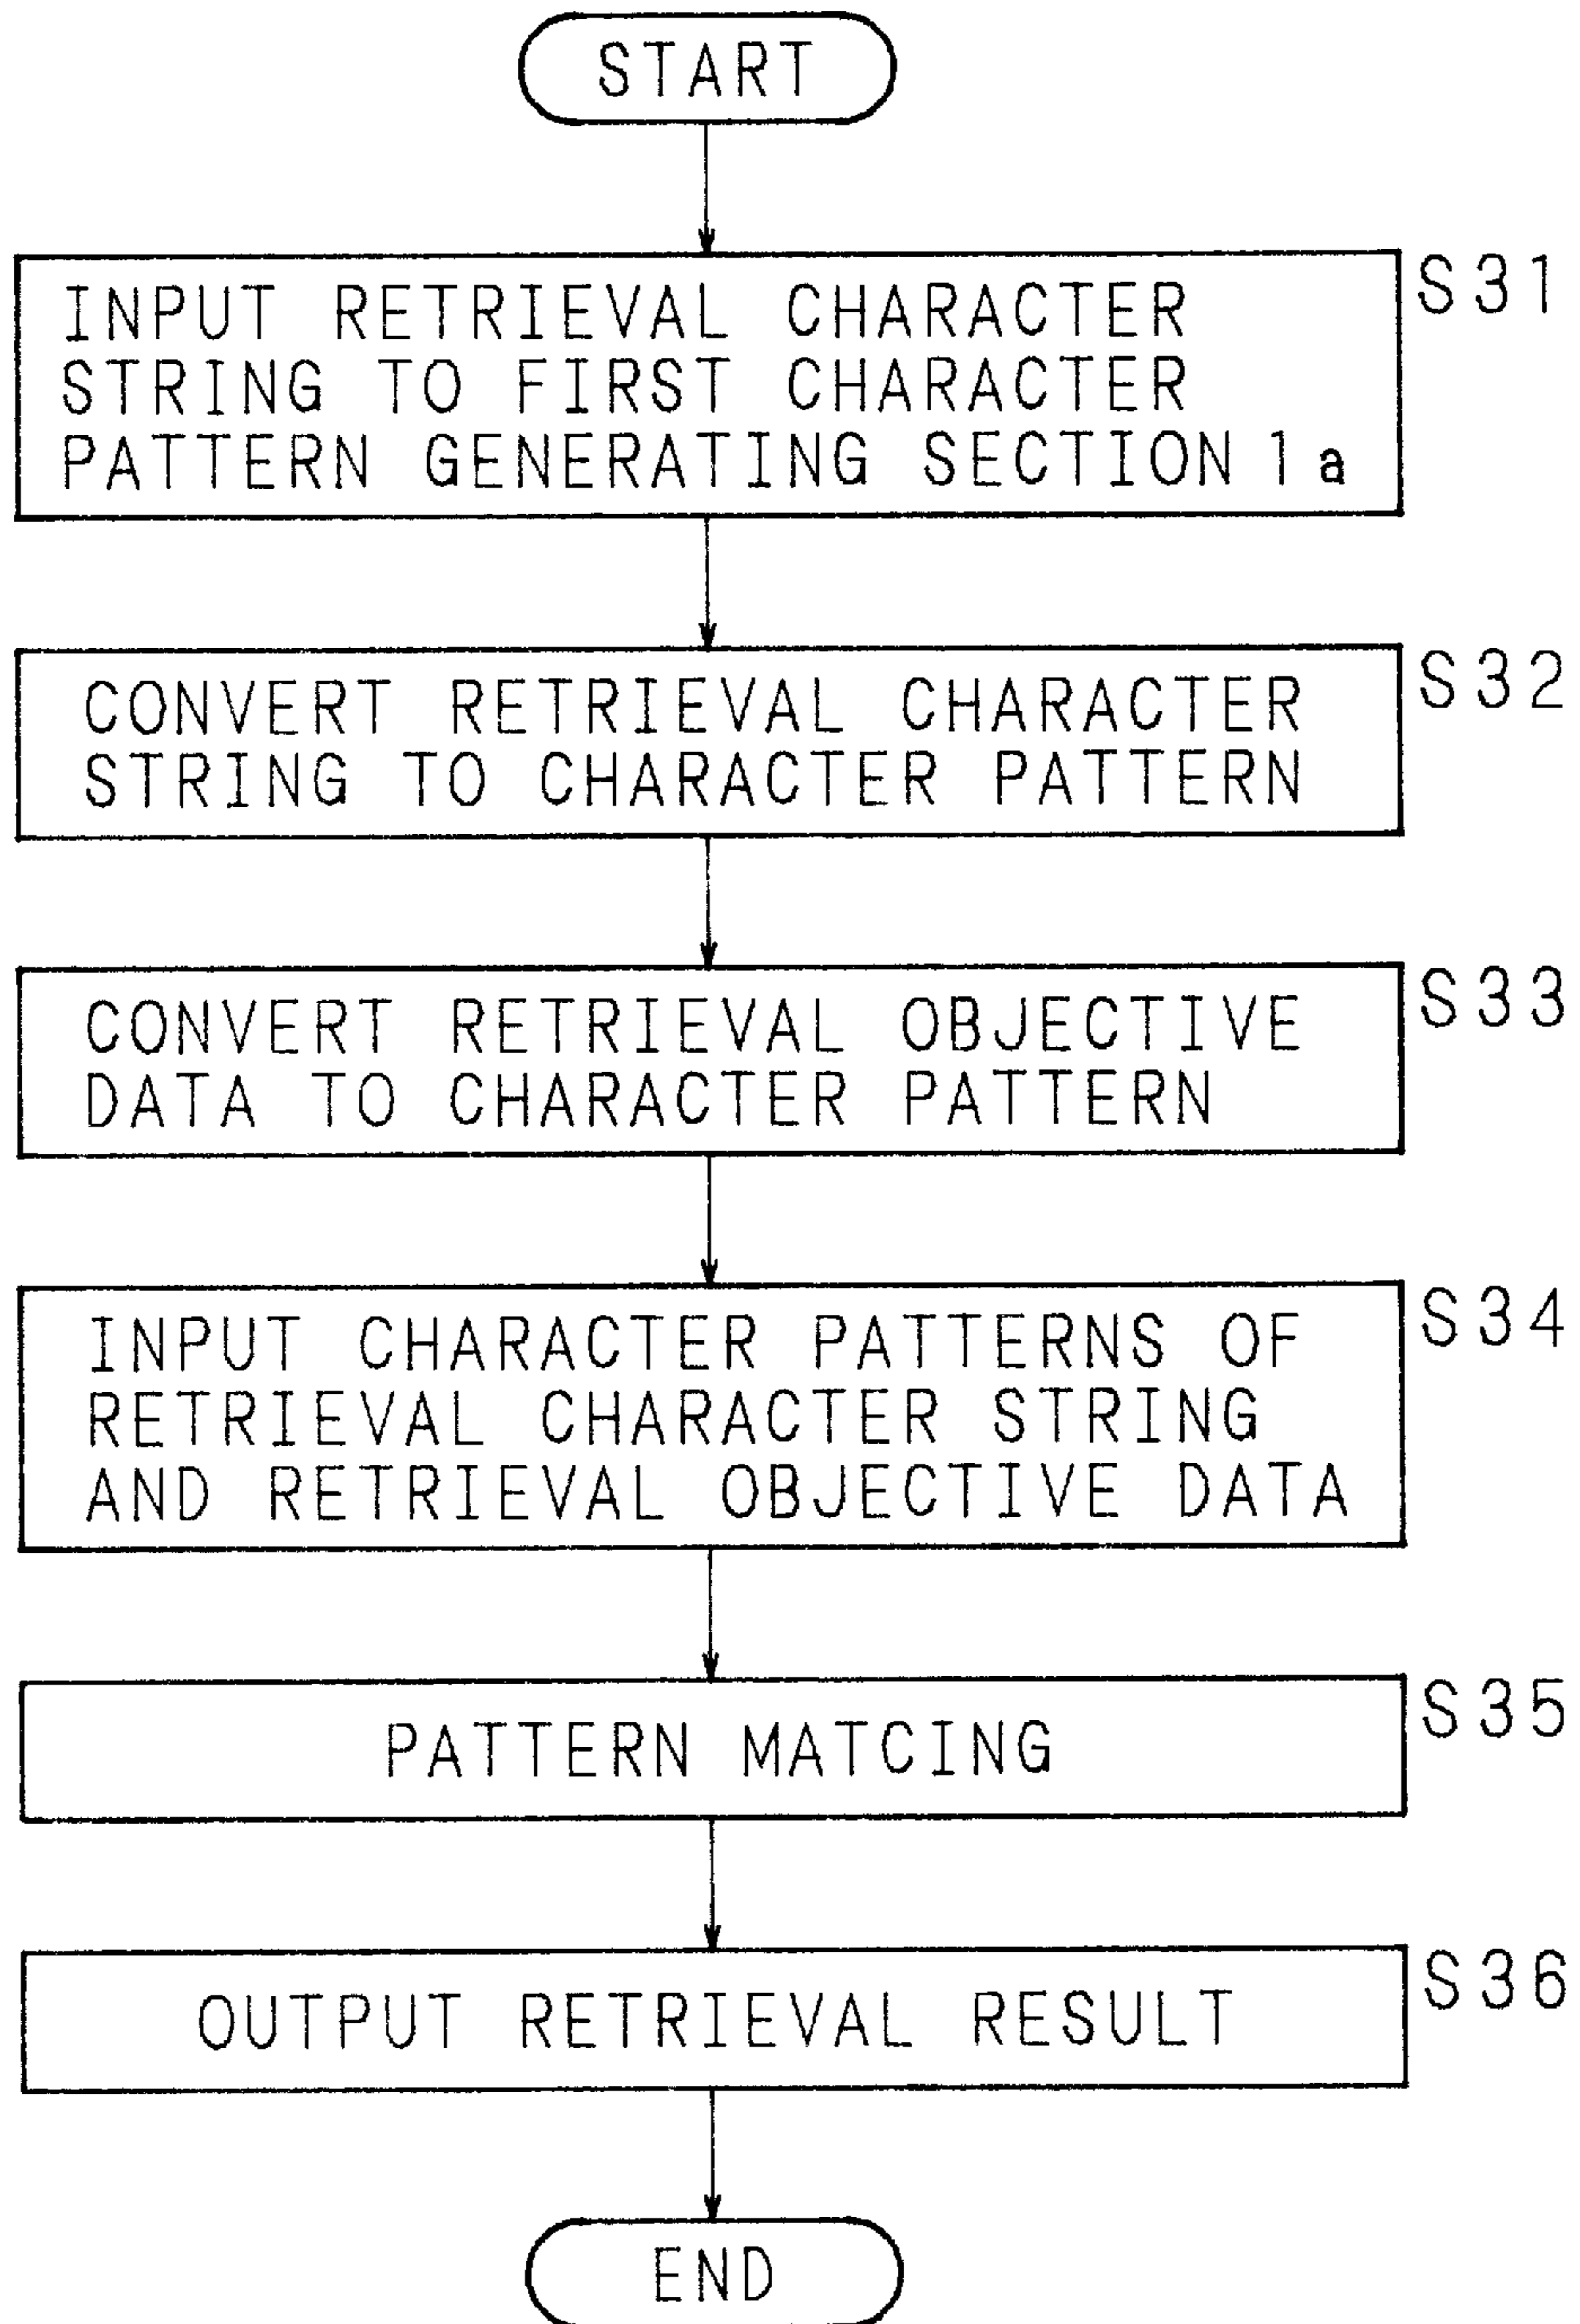 START
S31
INPUT RETRIEVAL CHARACTER
STRING TO FIRST CHARACTER
PATTERN GENERATING SECTION 1a
S32
CONVERT RETRIEVAL CHARACTER
STRING TO CHARACTER PATTERN
S33
CONVERT RETRIEVAL OBJECTIVE
DATA TO CHARACTER PATTERN
S34
INPUT CHARACTER PATTERNS OF
RETRIEVAL CHARACTER STRING
AND RETRIEVAL OBJECTIVE DATA
S35
PATTERN MATCING
S36
OUTPUT RETRIEVAL RESULT
END